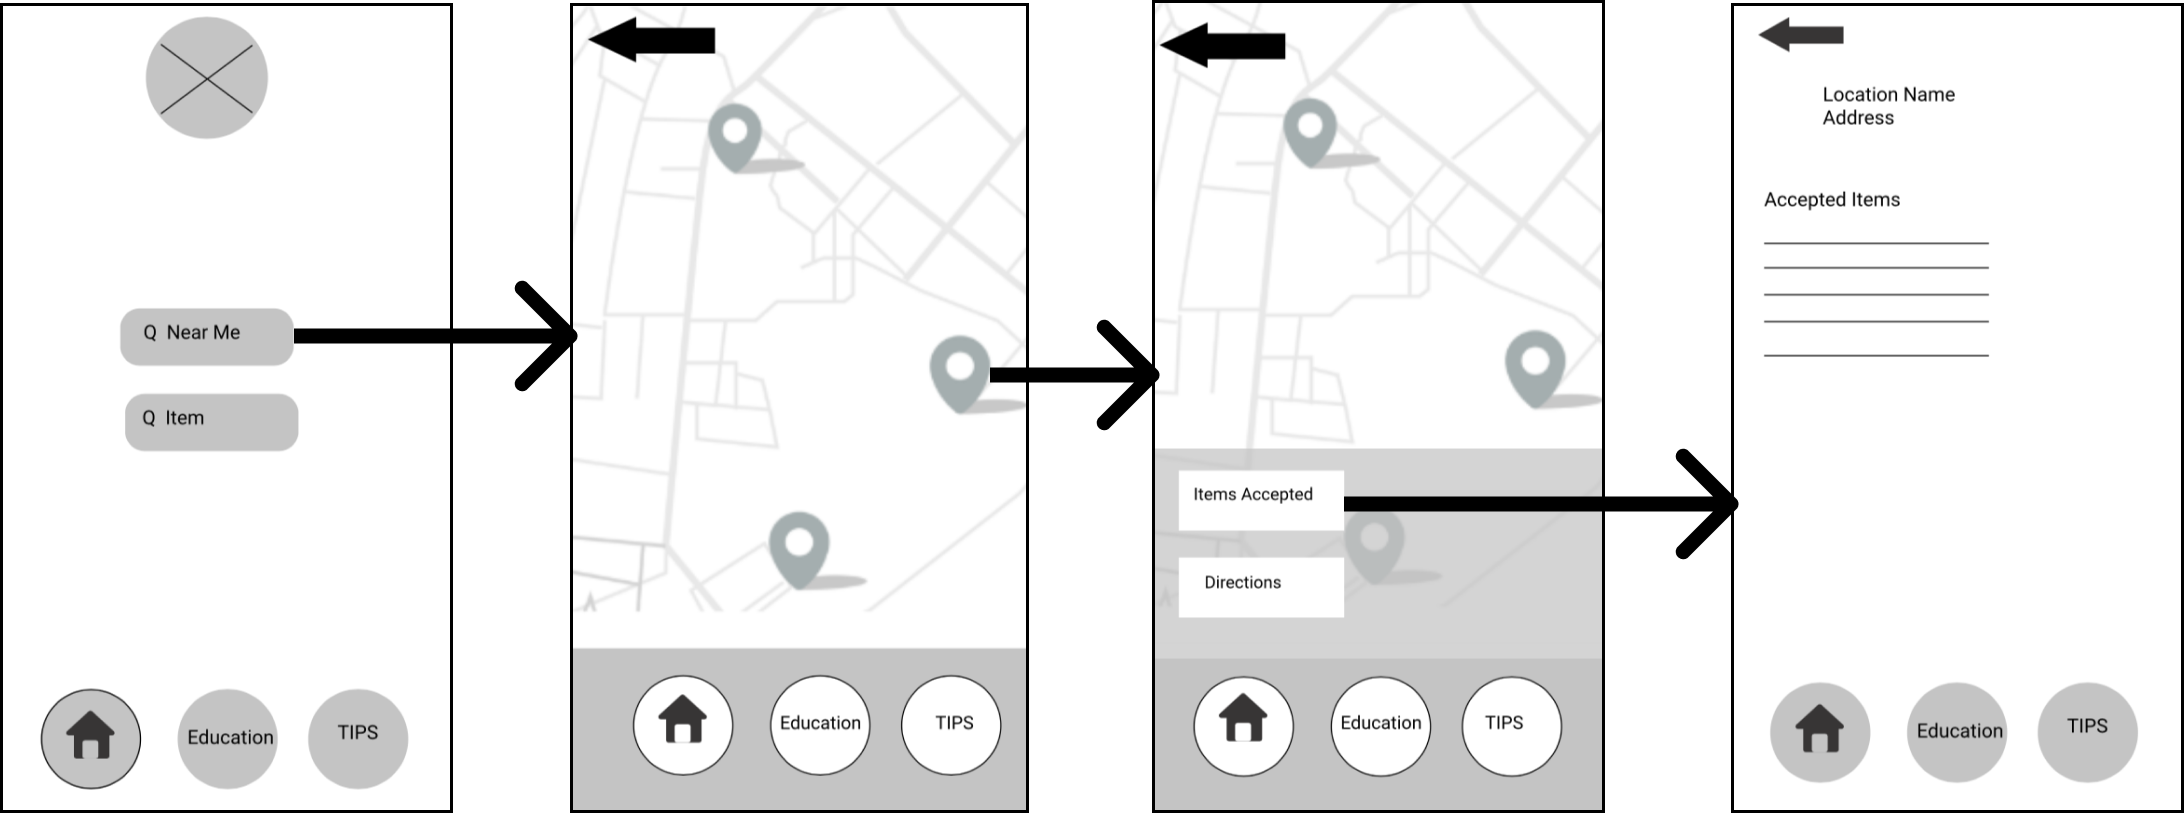 Q Near Me
Q Item
Education
TIPS
Education
TIPS
Items Accepted
Directions
Education
TIPS
Location Name
Address
Accepted Items
Education
TIPS